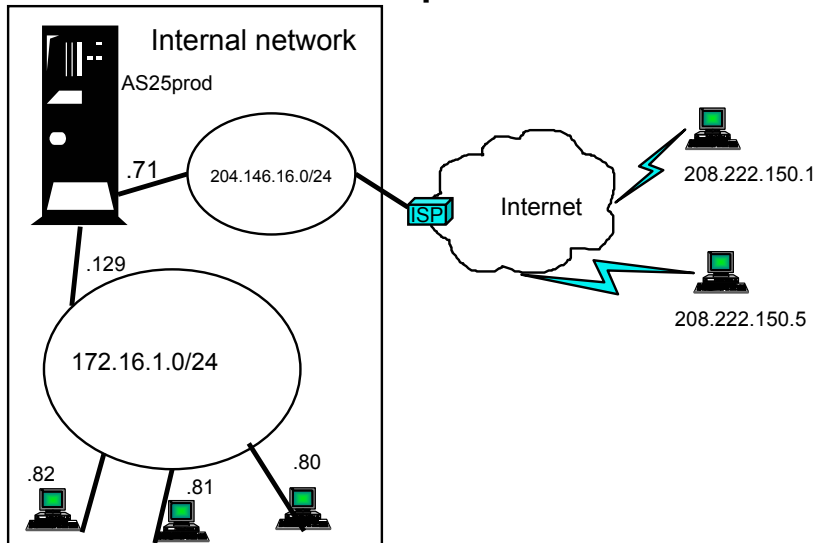 Internal network
AS25prod
.71
204.146.16.0/24
208.222.150.1
ISP
Internet
.129
208.222.150.5
172.16.1.0/24
.82
.81
.80